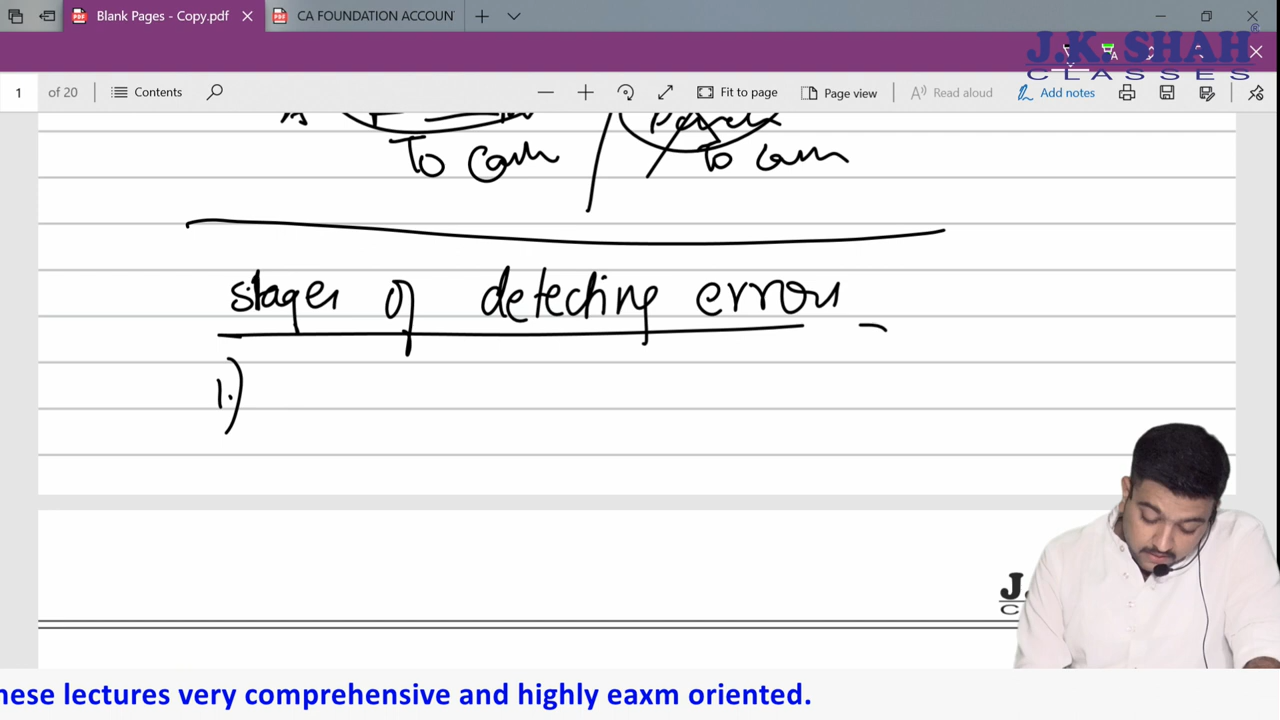 Blank Pages - Copy.pdf
CA FOUNDATION ACCOUNT
J.K. SHAH®
CLASSES
1 of 20
Contents
Fit to page
Page view
Read aloud
Add notes
To Cash
To Cash
stages of detecting errors
1.)
J.
C
hese lectures very comprehensive and highly eaxm oriented.